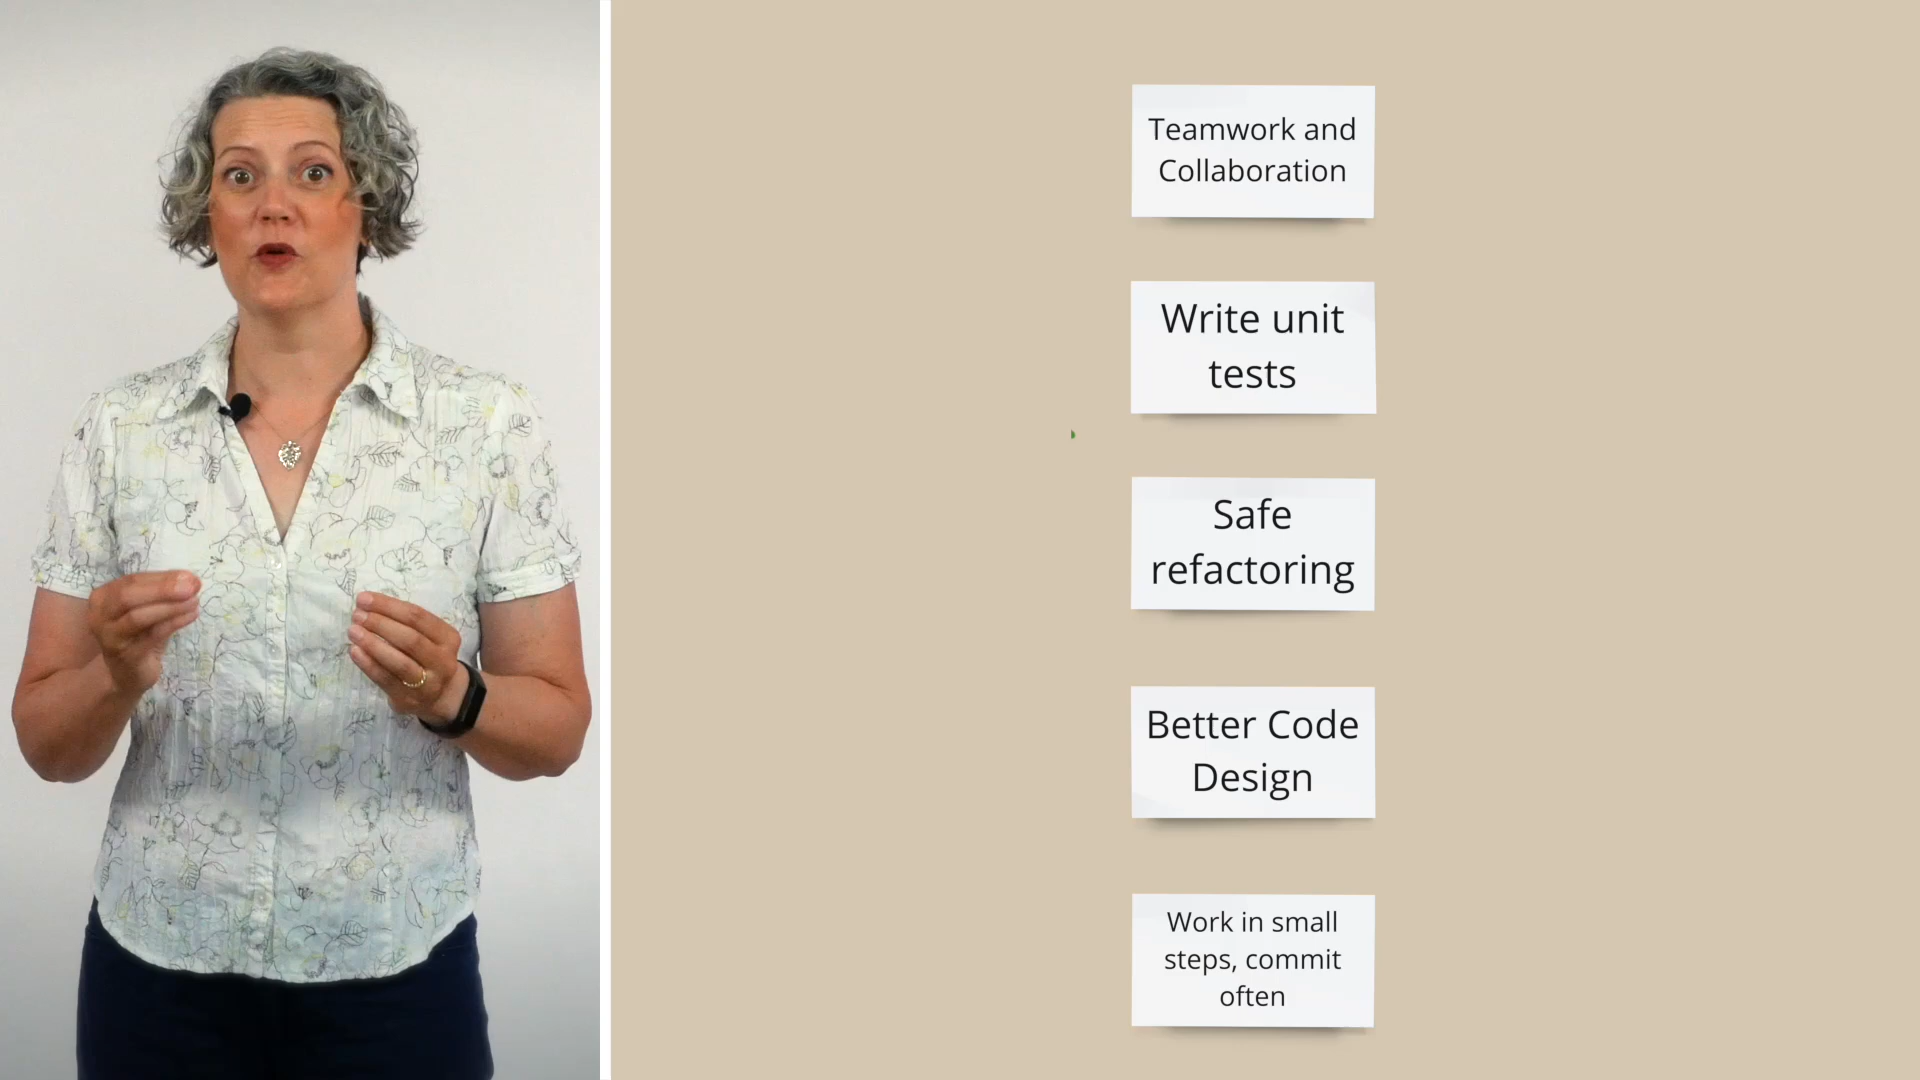 Teamwork and
Collaboration
Write unit
tests
Safe
refactoring
Better Code
Design
Work in small
steps, commit
often